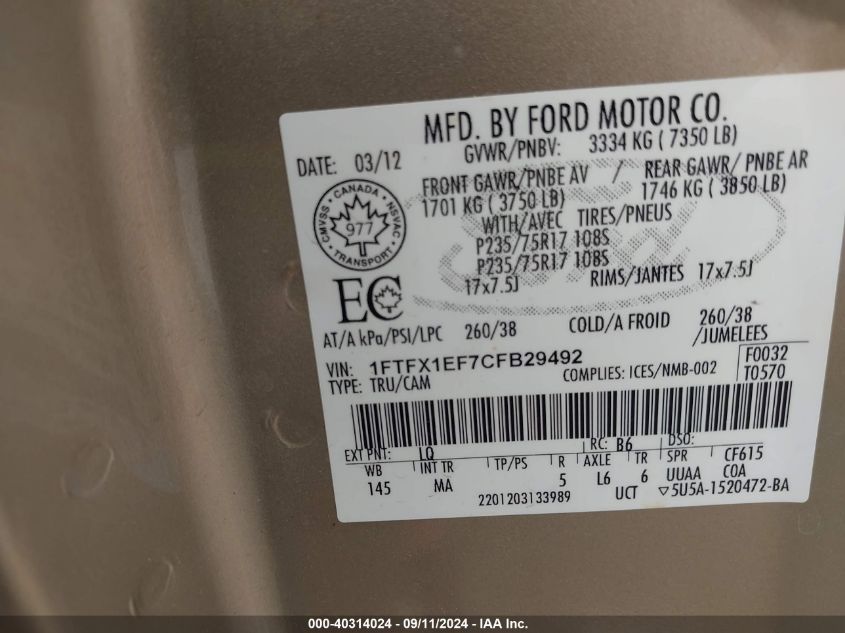 MFD. BY FORD MOTOR CO.
DATE: 03/12 GVWR/PNBV: 3334 KG ( 7350 LB)
FRONT GAWR/PNBE AV / REAR GAWR/ PNBE AR
1701 KG ( 3750 LB) 1746 KG ( 3850 LB)
WITH/AVEC TIRES/PNEUS
P235/75R17 108S
P235/75R17 108S
17x7.5J RIMS/JANTES 17x7.5J
CANADA
CMVSS NSVAC
977
TRANSPORT
EC
AT/A kPa/PSI/LPC 260/38 COLD/A FROID 260/38
/JUMELEES
VIN: 1FTFX1EF7CFB29492 F0032
TYPE: TRU/CAM COMPLIES: ICES/NMB-002 T0570
EXT PNT: LQ RC: B6 DSO:
WB INT TR TP/PS R AXLE TR SPR CF615
145 MA 5 L6 6 UUAA COA
2201203133989 UCT ▽5U5A-1520472-BA
000-40314024 - 09/11/2024 - IAA Inc.